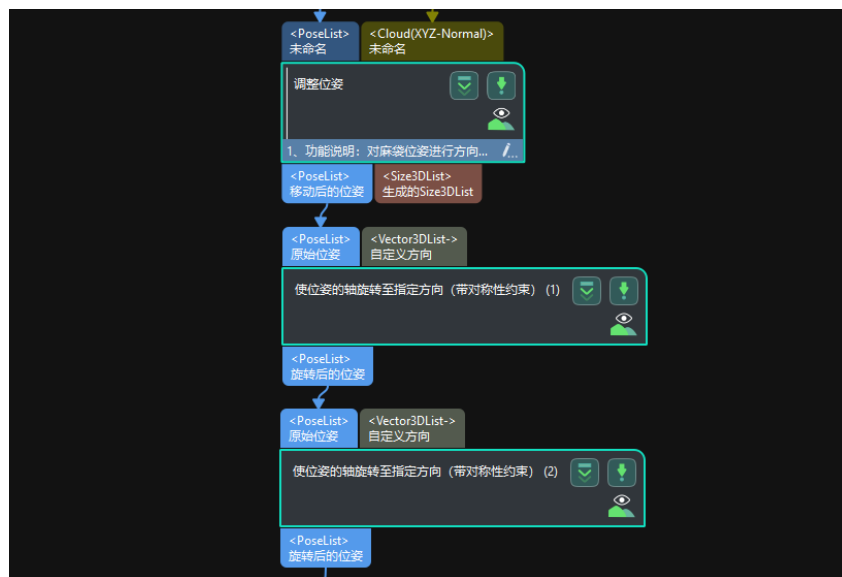 <PoseList> <Cloud(XYZ-Normal)>
未命名 未命名
调整位姿
1、功能说明：对麻袋位姿进行方向...
<PoseList> <Size3DList>
移动后的位姿 生成的Size3DList
<PoseList> <Vector3DList->
原始位姿 自定义方向
使位姿的轴旋转至指定方向（带对称性约束） (1)
<PoseList>
旋转后的位姿
<PoseList> <Vector3DList->
原始位姿 自定义方向
使位姿的轴旋转至指定方向（带对称性约束） (2)
<PoseList>
旋转后的位姿